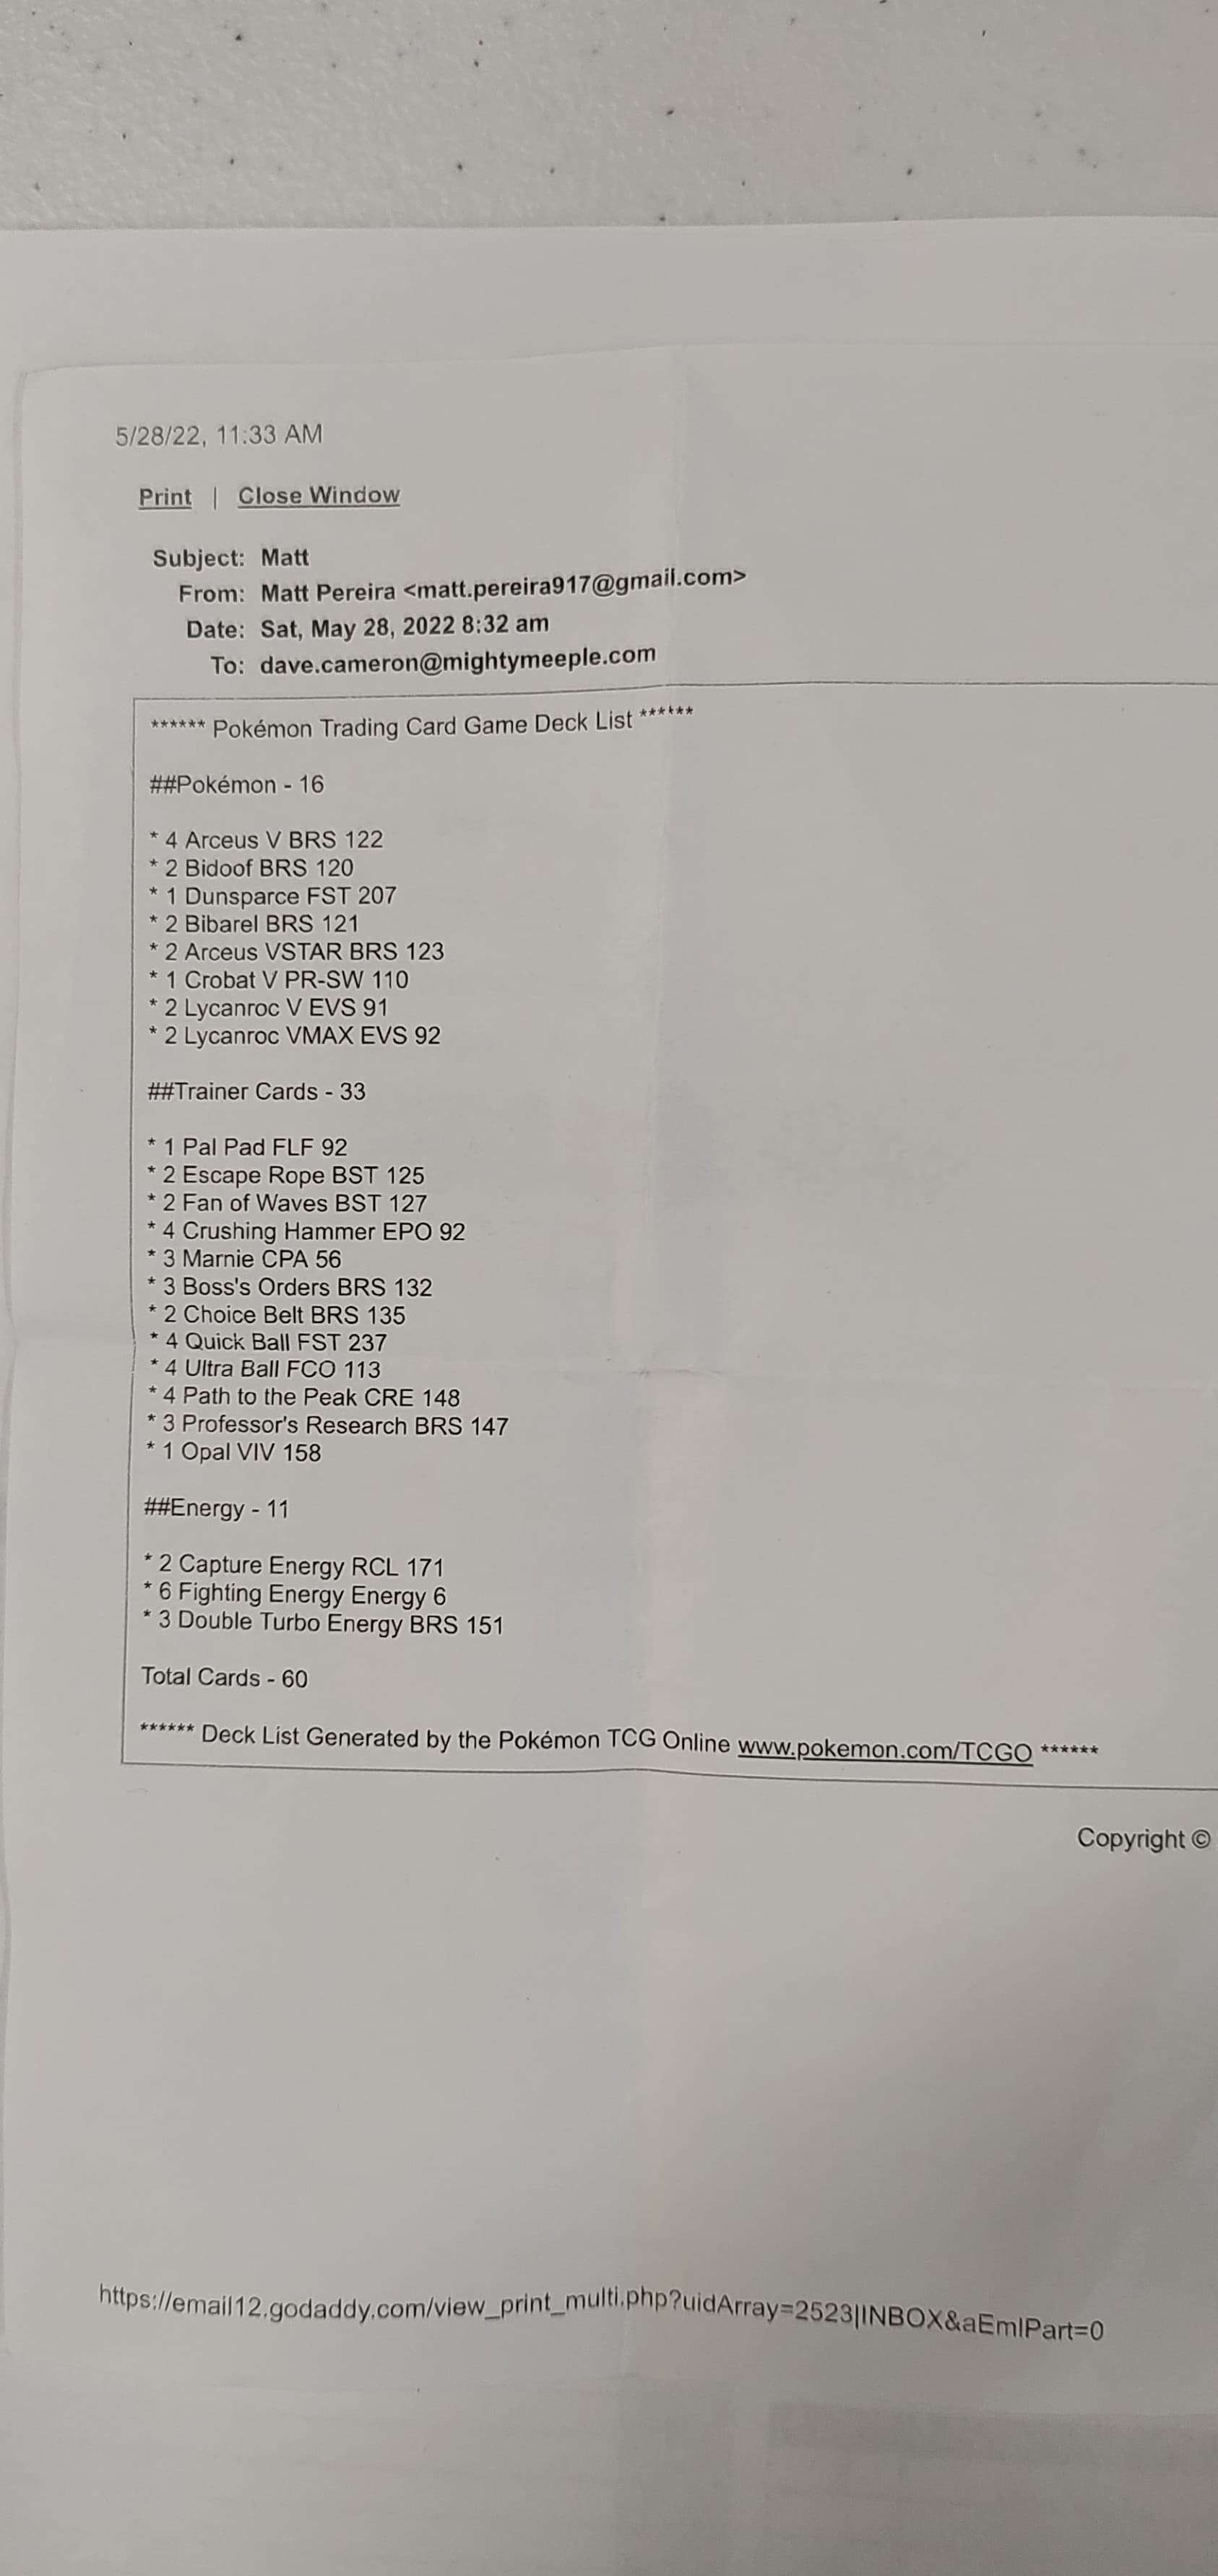 5/28/22, 11:33 AM
Print | Close Window
Subject: Matt
From: Matt Pereira <matt.pereira917@gmail.com>
Date: Sat, May 28, 2022 8:32 am
To: dave.cameron@mightymeeple.com
****** Pokémon Trading Card Game Deck List ******
##Pokémon - 16
* 4 Arceus V BRS 122
* 2 Bidoof BRS 120
* 1 Dunsparce FST 207
* 2 Bibarel BRS 121
* 2 Arceus VSTAR BRS 123
* 1 Crobat V PR-SW 110
* 2 Lycanroc V EVS 91
* 2 Lycanroc VMAX EVS 92
##Trainer Cards - 33
* 1 Pal Pad FLF 92
* 2 Escape Rope BST 125
* 2 Fan of Waves BST 127
* 4 Crushing Hammer EPO 92
* 3 Marnie CPA 56
* 3 Boss's Orders BRS 132
* 2 Choice Belt BRS 135
* 4 Quick Ball FST 237
* 4 Ultra Ball FCO 113
* 4 Path to the Peak CRE 148
* 3 Professor's Research BRS 147
* 1 Opal VIV 158
##Energy - 11
* 2 Capture Energy RCL 171
* 6 Fighting Energy Energy 6
* 3 Double Turbo Energy BRS 151
Total Cards - 60
****** Deck List Generated by the Pokémon TCG Online www.pokemon.com/TCGO ******
Copyright ©
https://email12.godaddy.com/view_print_multi.php?uidArray=2523|INBOX&aEmlPart=0